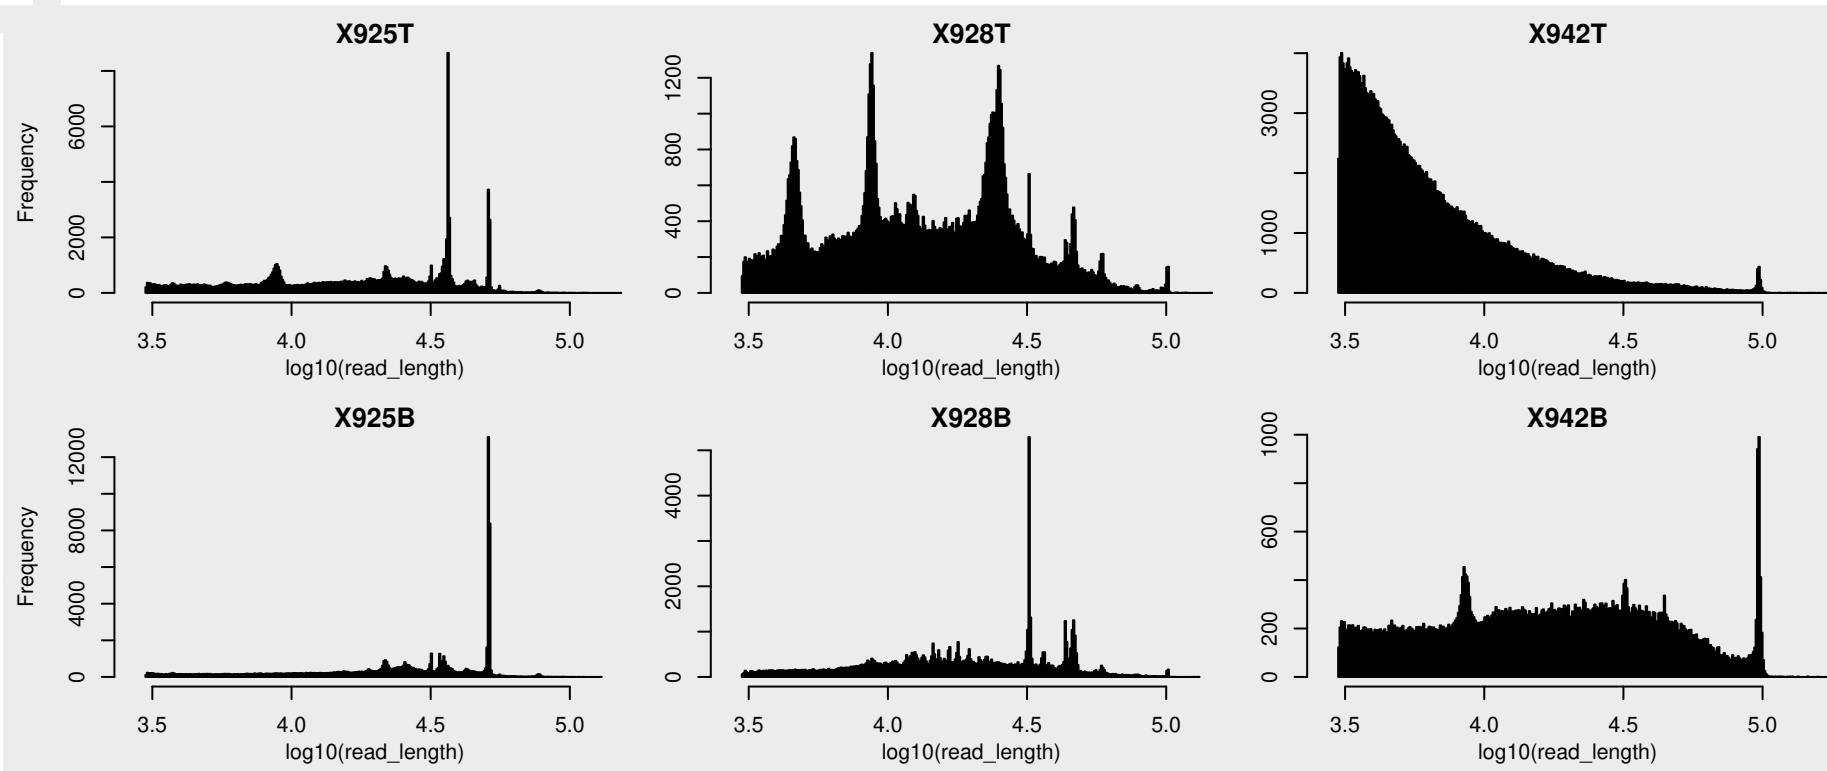 X925T
X928T
X942T
Frequency
0
2000
6000
0
400
800
1200
0
1000
3000
3.5 4.0 4.5 5.0
3.5 4.0 4.5 5.0
3.5 4.0 4.5 5.0
log10(read_length)
log10(read_length)
log10(read_length)
X925B
X928B
X942B
Frequency
0
4000
8000
12000
0
2000
4000
0
200
600
1000
3.5 4.0 4.5 5.0
3.5 4.0 4.5 5.0
3.5 4.0 4.5 5.0
log10(read_length)
log10(read_length)
log10(read_length)